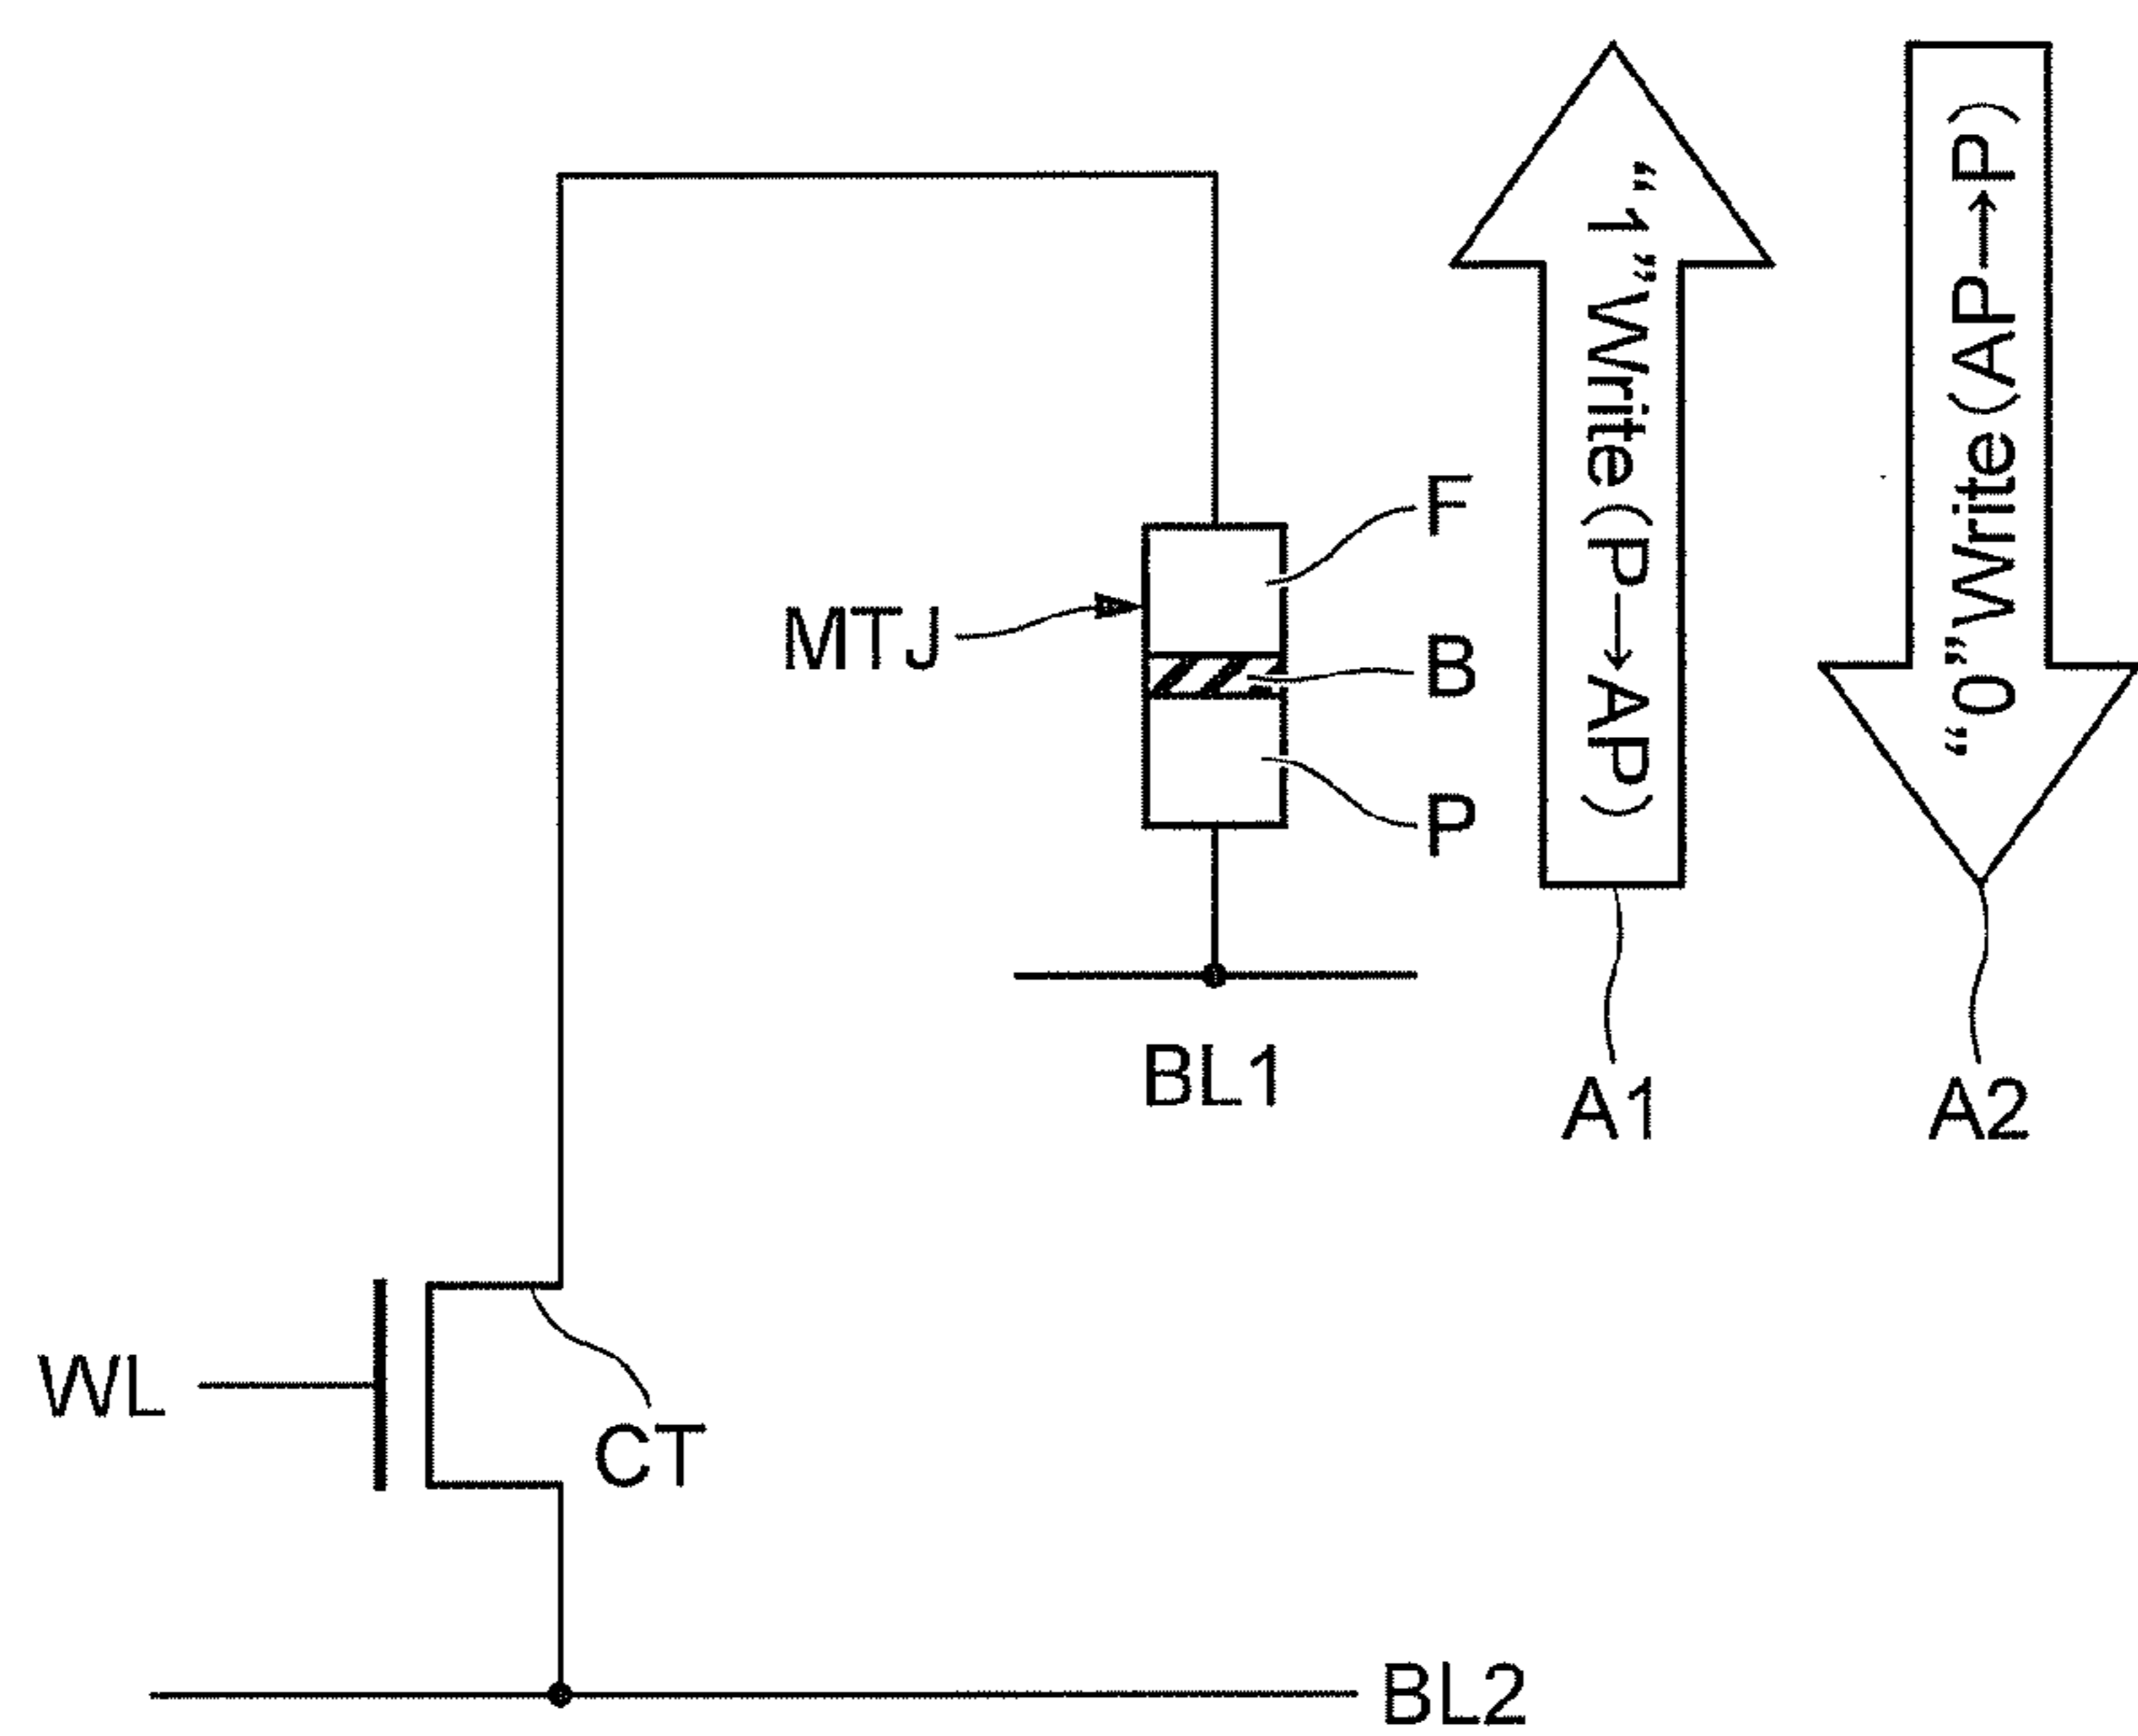 “1”Write(P→AP)
“0”Write(AP→P)
F
MTJ
B
P
BL1
A1
A2
WL
CT
BL2